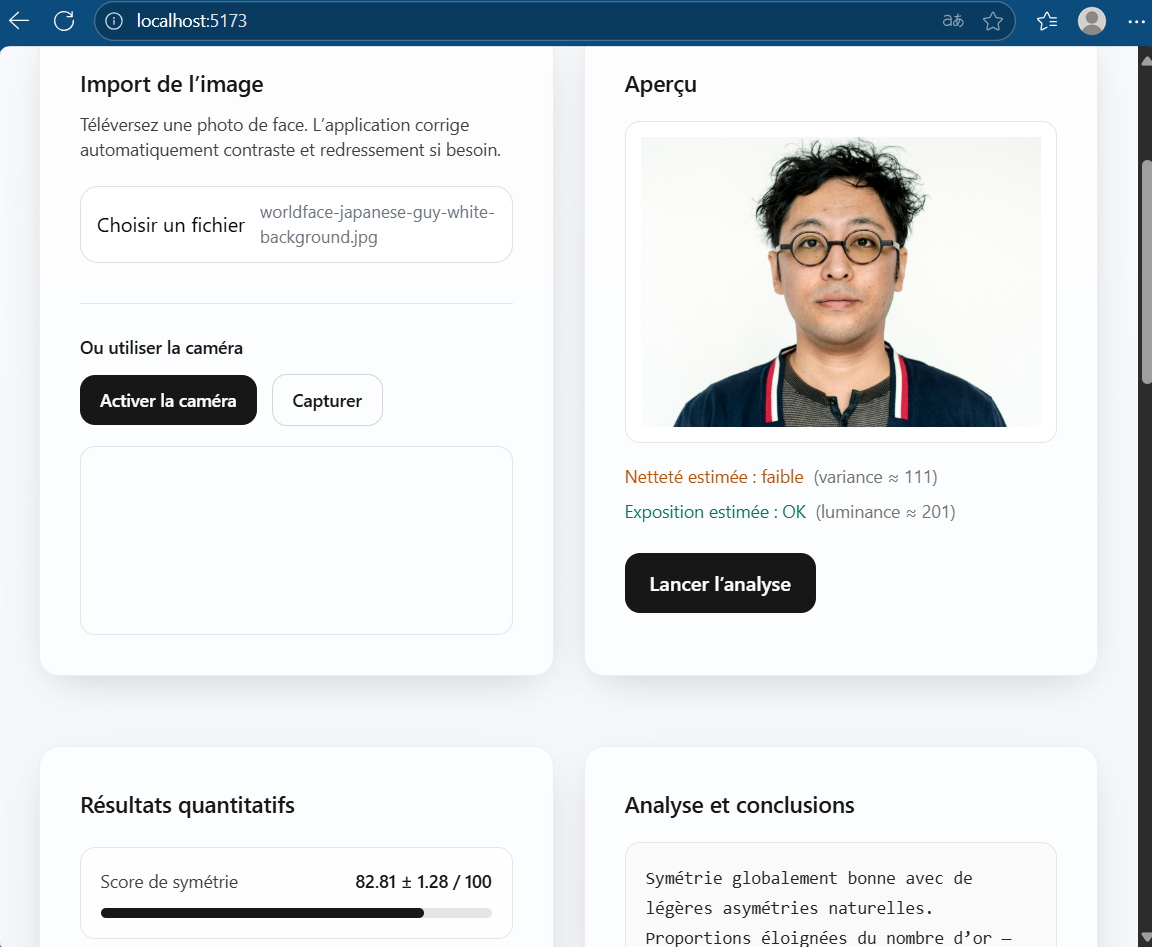 localhost:5173
Import de l’image
Téléversez une photo de face. L’application corrige
automatiquement contraste et redressement si besoin.
Choisir un fichier
worldface-japanese-guy-white-
background.jpg
Ou utiliser la caméra
Activer la caméra
Capturer
Aperçu
Netteté estimée : faible (variance ≈ 111)
Exposition estimée : OK (luminance ≈ 201)
Lancer l’analyse
Résultats quantitatifs
Score de symétrie
82.81 ± 1.28 / 100
Analyse et conclusions
Symétrie globalement bonne avec de
légères asymétries naturelles.
Proportions éloignées du nombre d’or —